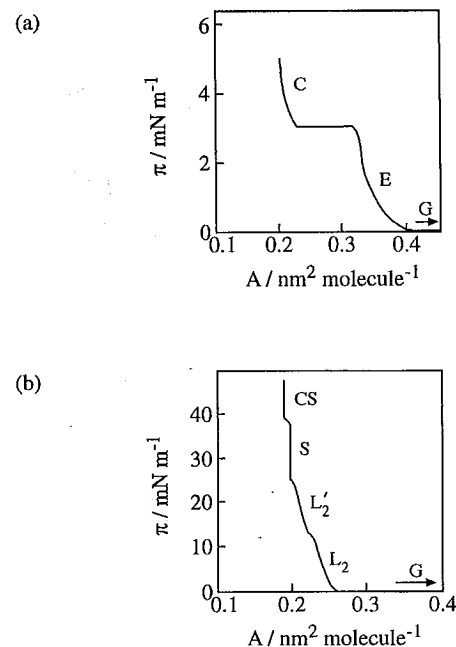 (a)
6
4
2
0
π / mN m⁻¹
C
E
G
0.1 0.2 0.3 0.4
A / nm² molecule⁻¹
(b)
40
30
20
10
0
π / mN m⁻¹
CS
S
L₂′
L₂
G
0.1 0.2 0.3 0.4
A / nm² molecule⁻¹